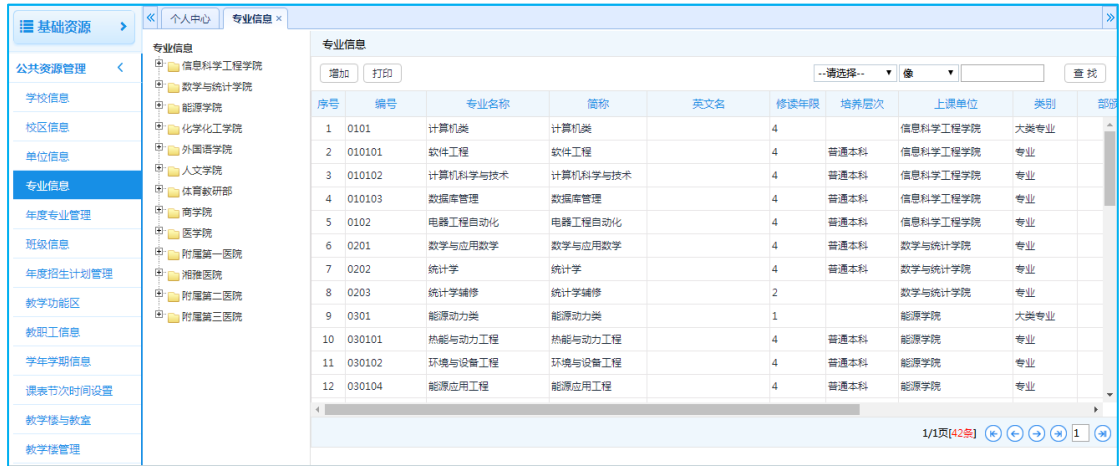 基础资源
公共资源管理
学校信息
校区信息
单位信息
专业信息
年度专业管理
班级信息
年度招生计划管理
教学功能区
教职工信息
学年学期信息
课表节次时间设置
教学楼与教室
教学楼管理
个人中心 专业信息 ×
专业信息
信息科学工程学院
数学与统计学院
能源学院
化学化工学院
外国语学院
人文学院
体育教研部
商学院
医学院
附属第一医院
湘雅医院
附属第二医院
附属第三医院
专业信息
增加 打印 --请选择-- 像 查 找
序号 编号 专业名称 简称 英文名 修读年限 培养层次 上课单位 类别 部颁
1 0101 计算机类 计算机类 4 信息科学工程学院 大类专业
2 010101 软件工程 软件工程 4 普通本科 信息科学工程学院 专业
3 010102 计算机科学与技术 计算机科学与技术 4 普通本科 信息科学工程学院 专业
4 010103 数据库管理 数据库管理 4 普通本科 信息科学工程学院 专业
5 0102 电器工程自动化 电器工程自动化 4 普通本科 信息科学工程学院 专业
6 0201 数学与应用数学 数学与应用数学 4 普通本科 数学与统计学院 专业
7 0202 统计学 统计学 4 普通本科 数学与统计学院 专业
8 0203 统计学辅修 统计学辅修 2 数学与统计学院 专业
9 0301 能源动力类 能源动力类 1 能源学院 大类专业
10 030101 热能与动力工程 热能与动力工程 4 普通本科 能源学院 专业
11 030102 环境与设备工程 环境与设备工程 4 普通本科 能源学院 专业
12 030104 能源应用工程 能源应用工程 4 普通本科 能源学院 专业
1/1页[42条] 1